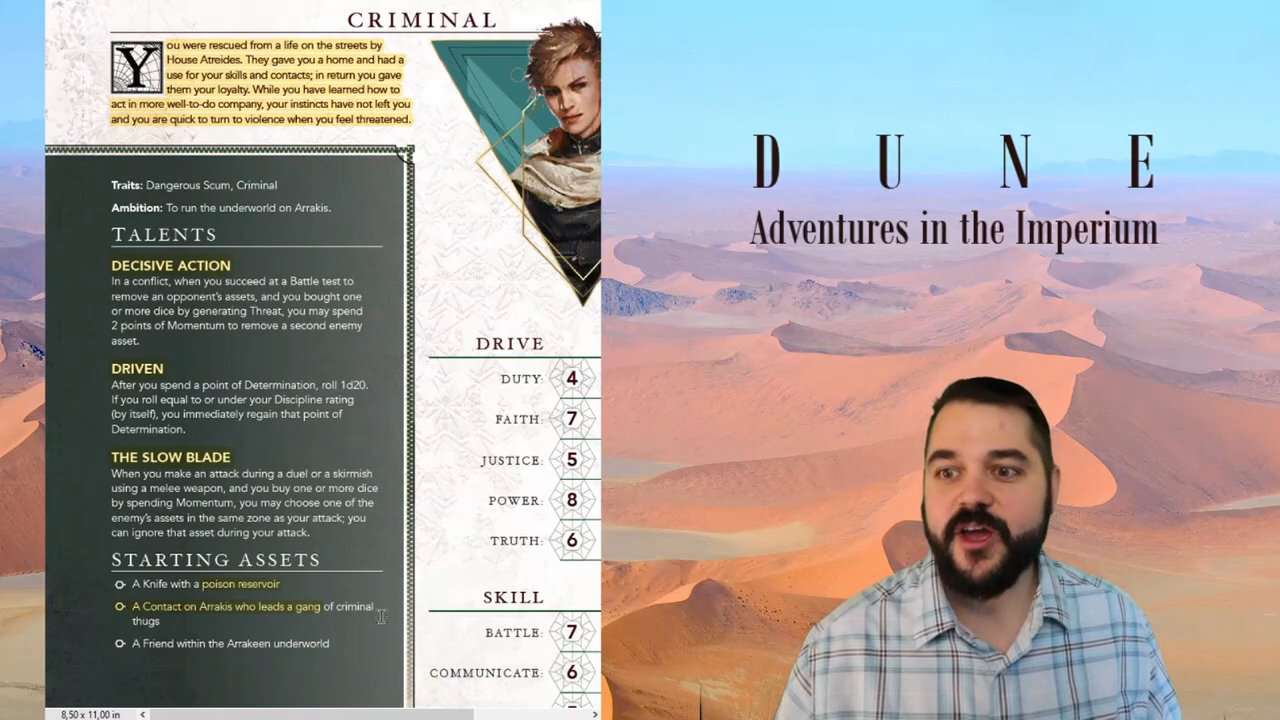 CRIMINAL
You were rescued from a life on the streets by
House Atreides. They gave you a home and had a
use for your skills and contacts; in return you gave
them your loyalty. While you have learned how to
act in more well-to-do company, your instincts have not left you
and you are quick to turn to violence when you feel threatened.
Traits: Dangerous Scum, Criminal
Ambition: To run the underworld on Arrakis.
TALENTS
DECISIVE ACTION
In a conflict, when you succeed at a Battle test to
remove an opponent's assets, and you bought one
or more dice by generating Threat, you may spend
2 points of Momentum to remove a second enemy
asset.
DRIVEN
After you spend a point of Determination, roll 1d20.
If you roll equal to or under your Discipline rating
(by itself), you immediately regain that point of
Determination.
THE SLOW BLADE
When you make an attack during a duel or a skirmish
using a melee weapon, and you buy one or more dice
by spending Momentum, you may choose one of the
enemy's assets in the same zone as your attack; you
can ignore that asset during your attack.
STARTING ASSETS
A Knife with a poison reservoir
A Contact on Arrakis who leads a gang of criminal
thugs
A Friend within the Arrakeen underworld
DRIVE
DUTY: 4
FAITH: 7
JUSTICE: 5
POWER: 8
TRUTH: 6
SKILL
BATTLE: 7
COMMUNICATE: 6
8,50 x 11,00 in
DUNE
Adventures in the Imperium